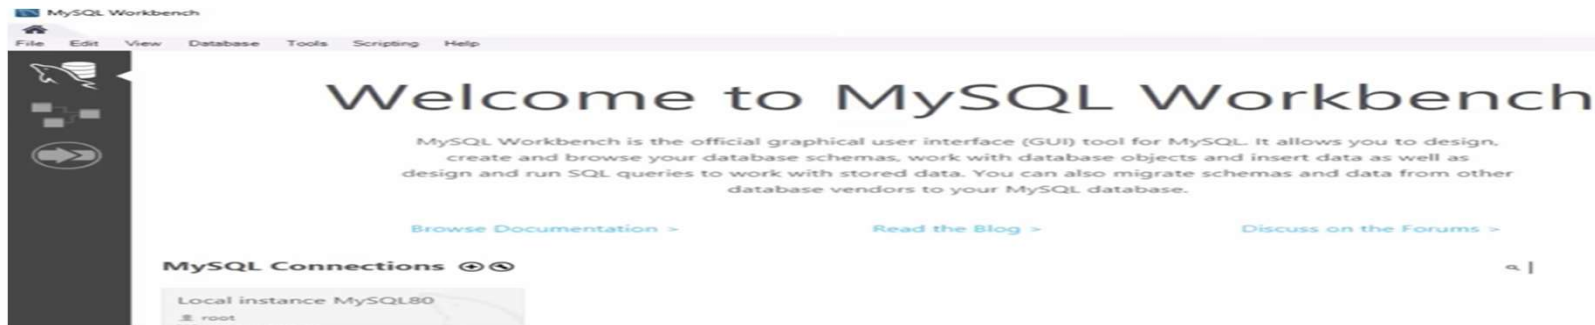 MySQL Workbench
File Edit View Database Tools Scripting Help
Welcome to MySQL Workbench
MySQL Workbench is the official graphical user interface (GUI) tool for MySQL. It allows you to design,
create and browse your database schemas, work with database objects and insert data as well as
design and run SQL queries to work with stored data. You can also migrate schemas and data from other
database vendors to your MySQL database.
Browse Documentation > Read the Blog > Discuss on the Forums >
MySQL Connections
Local instance MySQL80
root